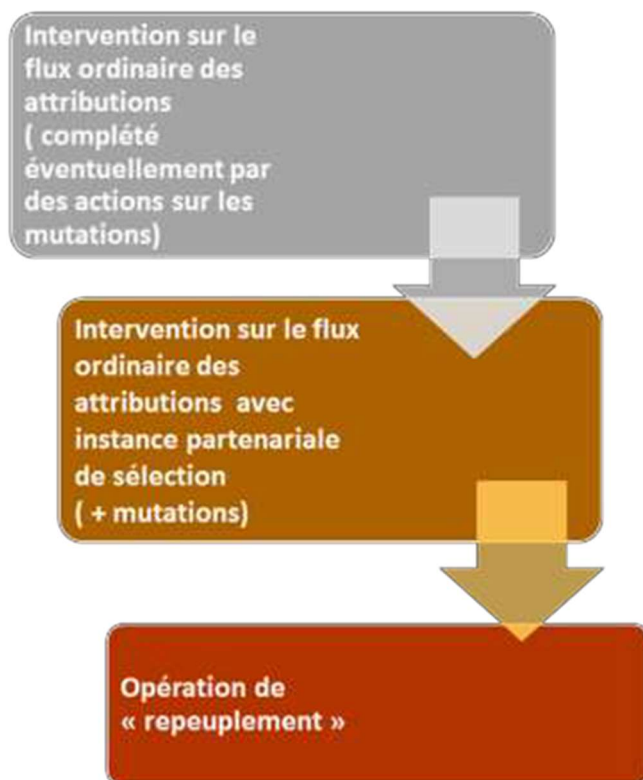 Intervention sur le
flux ordinaire des
attributions
( complété
éventuellement par
des actions sur les
mutations)
Intervention sur le flux
ordinaire des
attributions avec
instance partenariale
de sélection
( + mutations)
Opération de
« repeuplement »